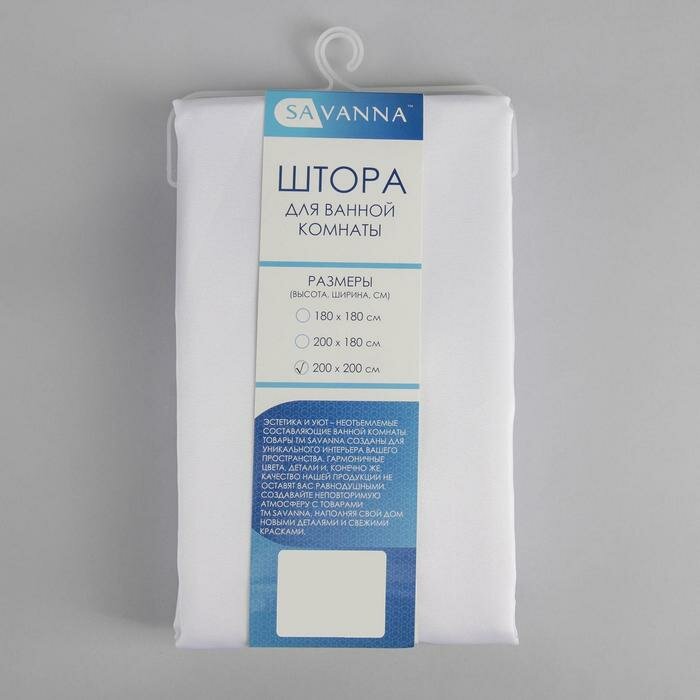 SAVANNA™
ШТОРА
ДЛЯ ВАННОЙ
КОМНАТЫ
РАЗМЕРЫ
(ВЫСОТА, ШИРИНА, СМ)
180 х 180 см
200 х 180 см
200 х 200 см
ЭСТЕТИКА И УЮТ – НЕОТЪЕМЛЕМЫЕ
СОСТАВЛЯЮЩИЕ ВАННОЙ КОМНАТЫ.
ТОВАРЫ ТМ SAVANNA СОЗДАНЫ ДЛЯ
УНИКАЛЬНОГО ИНТЕРЬЕРА ВАШЕГО
ПРОСТРАНСТВА. ГАРМОНИЧНЫЕ
ЦВЕТА, ДЕТАЛИ И, КОНЕЧНО ЖЕ,
КАЧЕСТВО НАШЕЙ ПРОДУКЦИИ НЕ
ОСТАВЯТ ВАС РАВНОДУШНЫМИ.
СОЗДАВАЙТЕ НЕПОВТОРИМУЮ
АТМОСФЕРУ С ТОВАРАМИ
ТМ SAVANNA, НАПОЛНЯЯ СВОЙ ДОМ
НОВЫМИ ДЕТАЛЯМИ И СВЕЖИМИ
КРАСКАМИ.